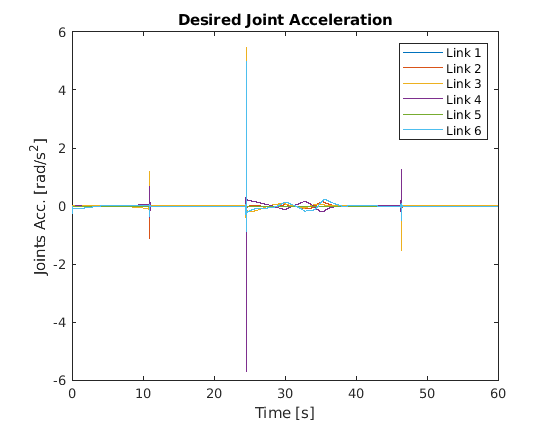 Desired Joint Acceleration
6
4
2
0
-2
-4
-6
Joints Acc. [rad/s²]
0 10 20 30 40 50 60
Time [s]
Link 1
Link 2
Link 3
Link 4
Link 5
Link 6